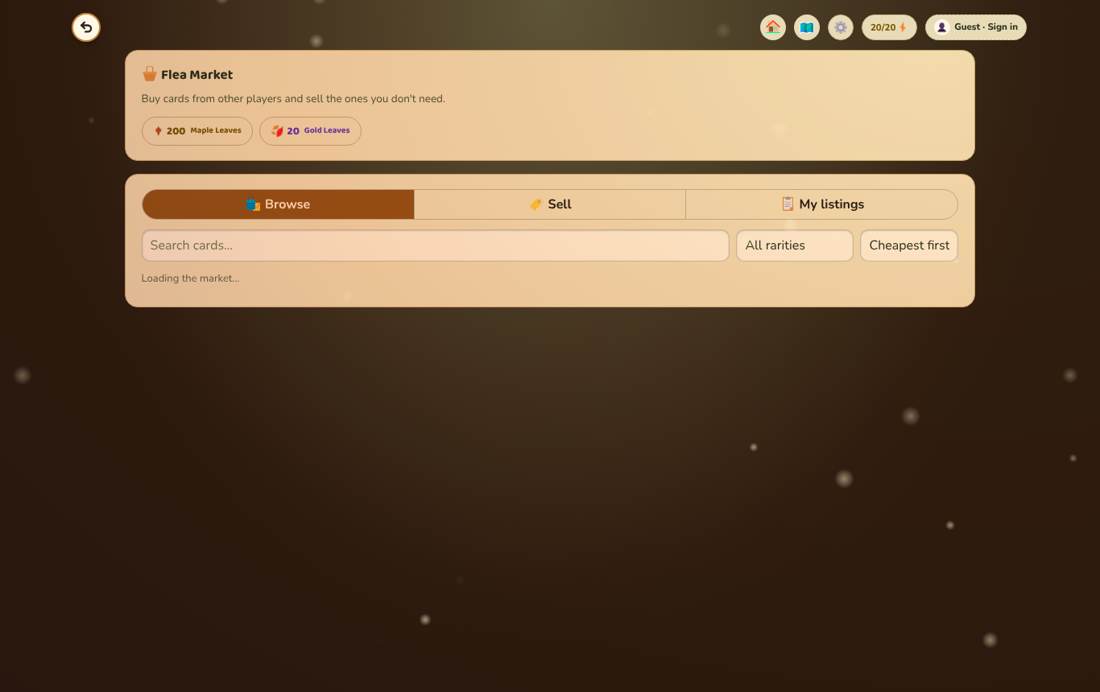 20/20
Guest · Sign in
Flea Market
Buy cards from other players and sell the ones you don't need.
200 Maple Leaves
20 Gold Leaves
Browse
Sell
My listings
Search cards...
All rarities
Cheapest first
Loading the market...